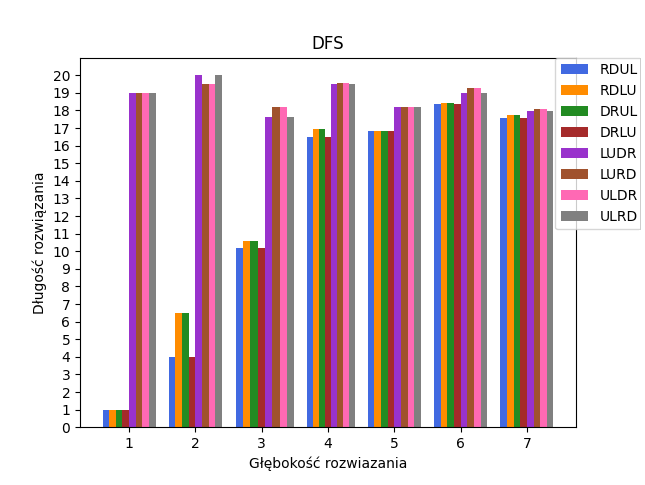 DFS
Długość rozwiązania
20
19
18
17
16
15
14
13
12
11
10
9
8
7
6
5
4
3
2
1
0
1 2 3 4 5 6 7
Głębokość rozwiazania
RDUL
RDLU
DRUL
DRLU
LUDR
LURD
ULDR
ULRD